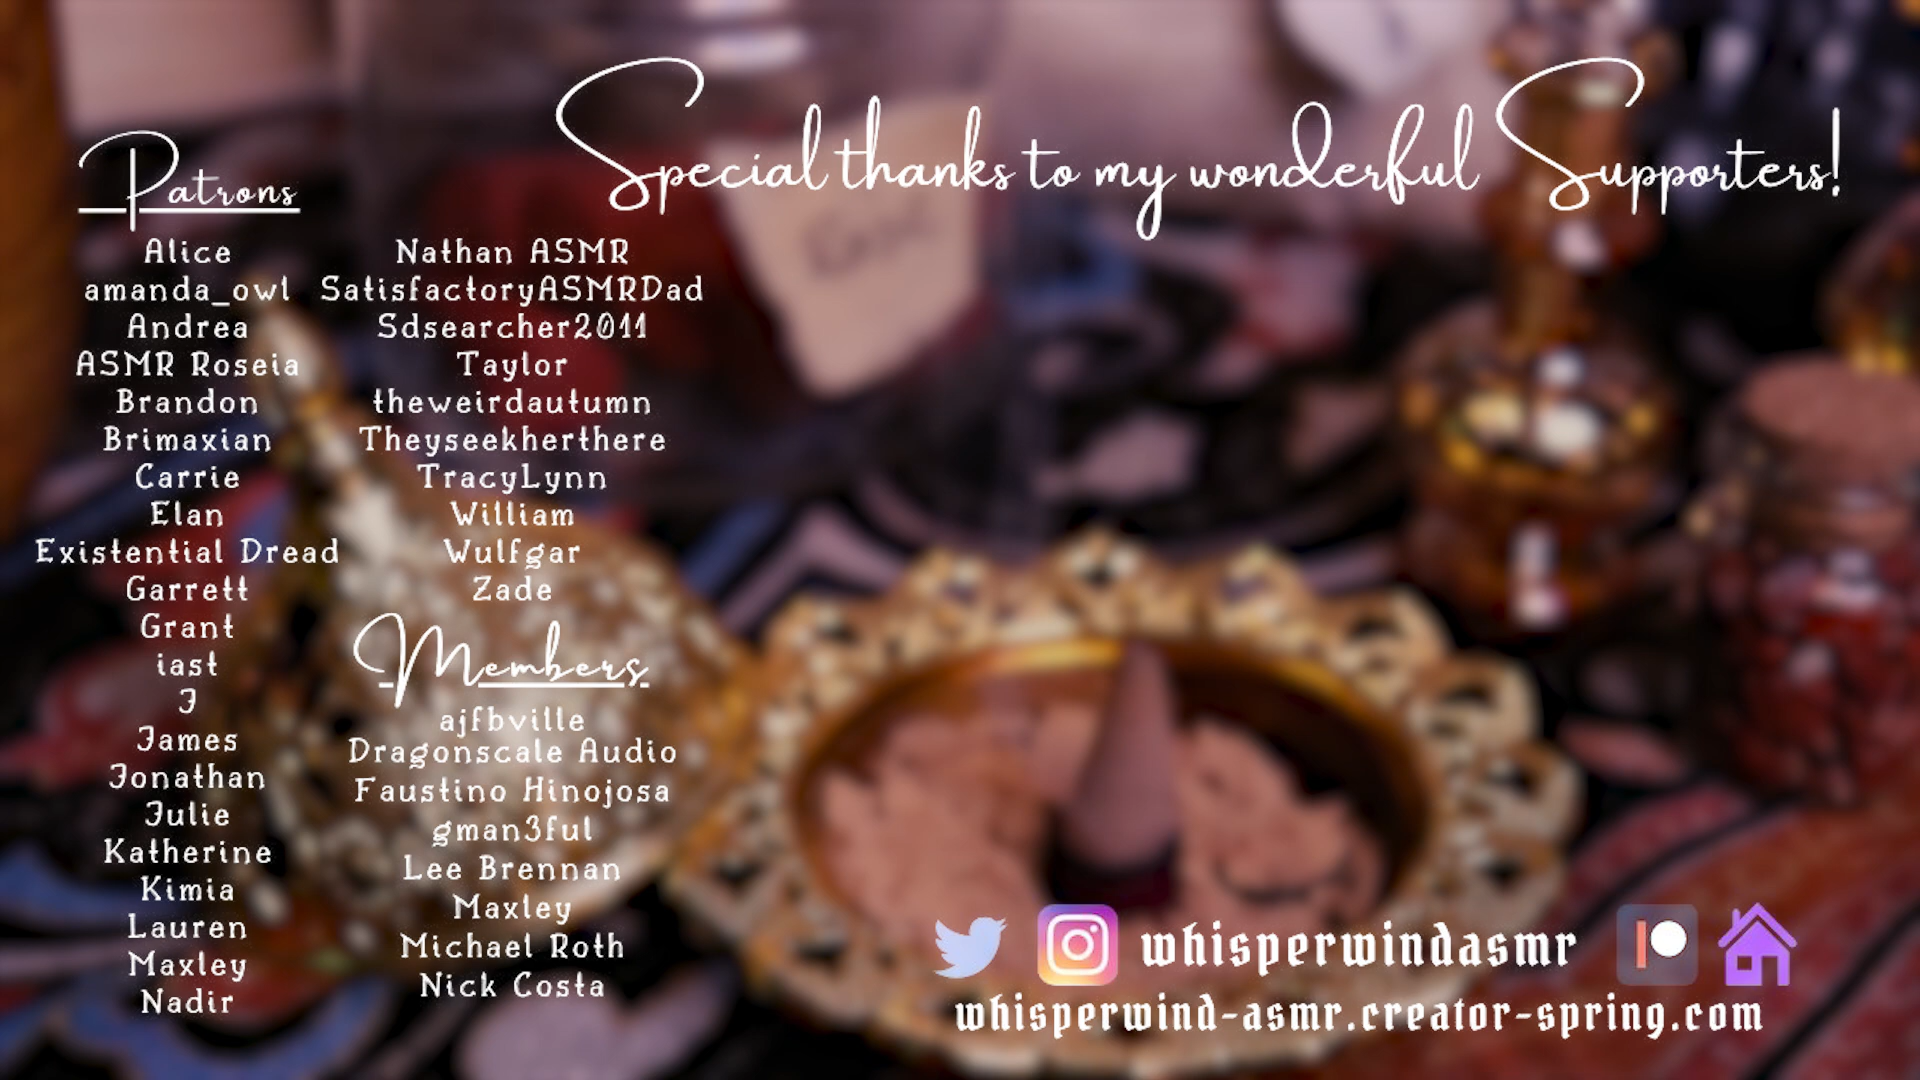 Special thanks to my wonderful Supporters!
Patrons
Alice
amanda_owl
Andrea
ASMR Roseia
Brandon
Brimaxian
Carrie
Elan
Existential Dread
Garrett
Grant
iast
J
James
Jonathan
Julie
Katherine
Kimia
Lauren
Maxley
Nadir
Nathan ASMR
SatisfactoryASMRDad
Sdsearcher2011
Taylor
theweirdautumn
Theyseekherthere
TracyLynn
William
Wulfgar
Zade
Members
ajfbville
Dragonscale Audio
Faustino Hinojosa
gman3ful
Lee Brennan
Maxley
Michael Roth
Nick Costa
whisperwindasmr
whisperwind-asmr.creator-spring.com